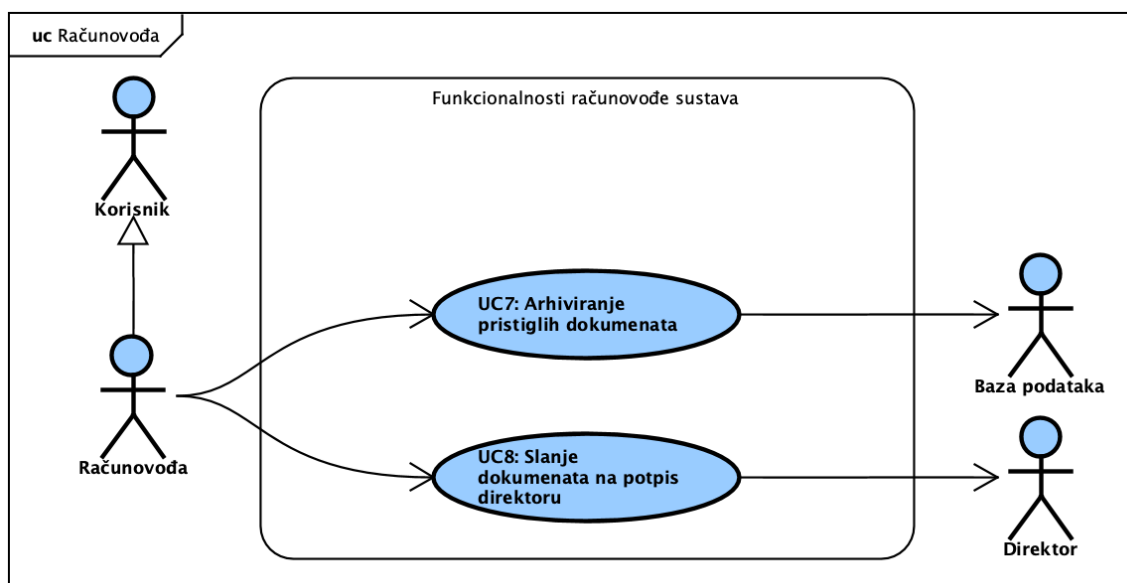 uc Računovođa
Funkcionalnosti računovođe sustava
Korisnik
UC7: Arhiviranje
pristiglih dokumenata
Baza podataka
Računovođa
UC8: Slanje
dokumenata na potpis
direktoru
Direktor